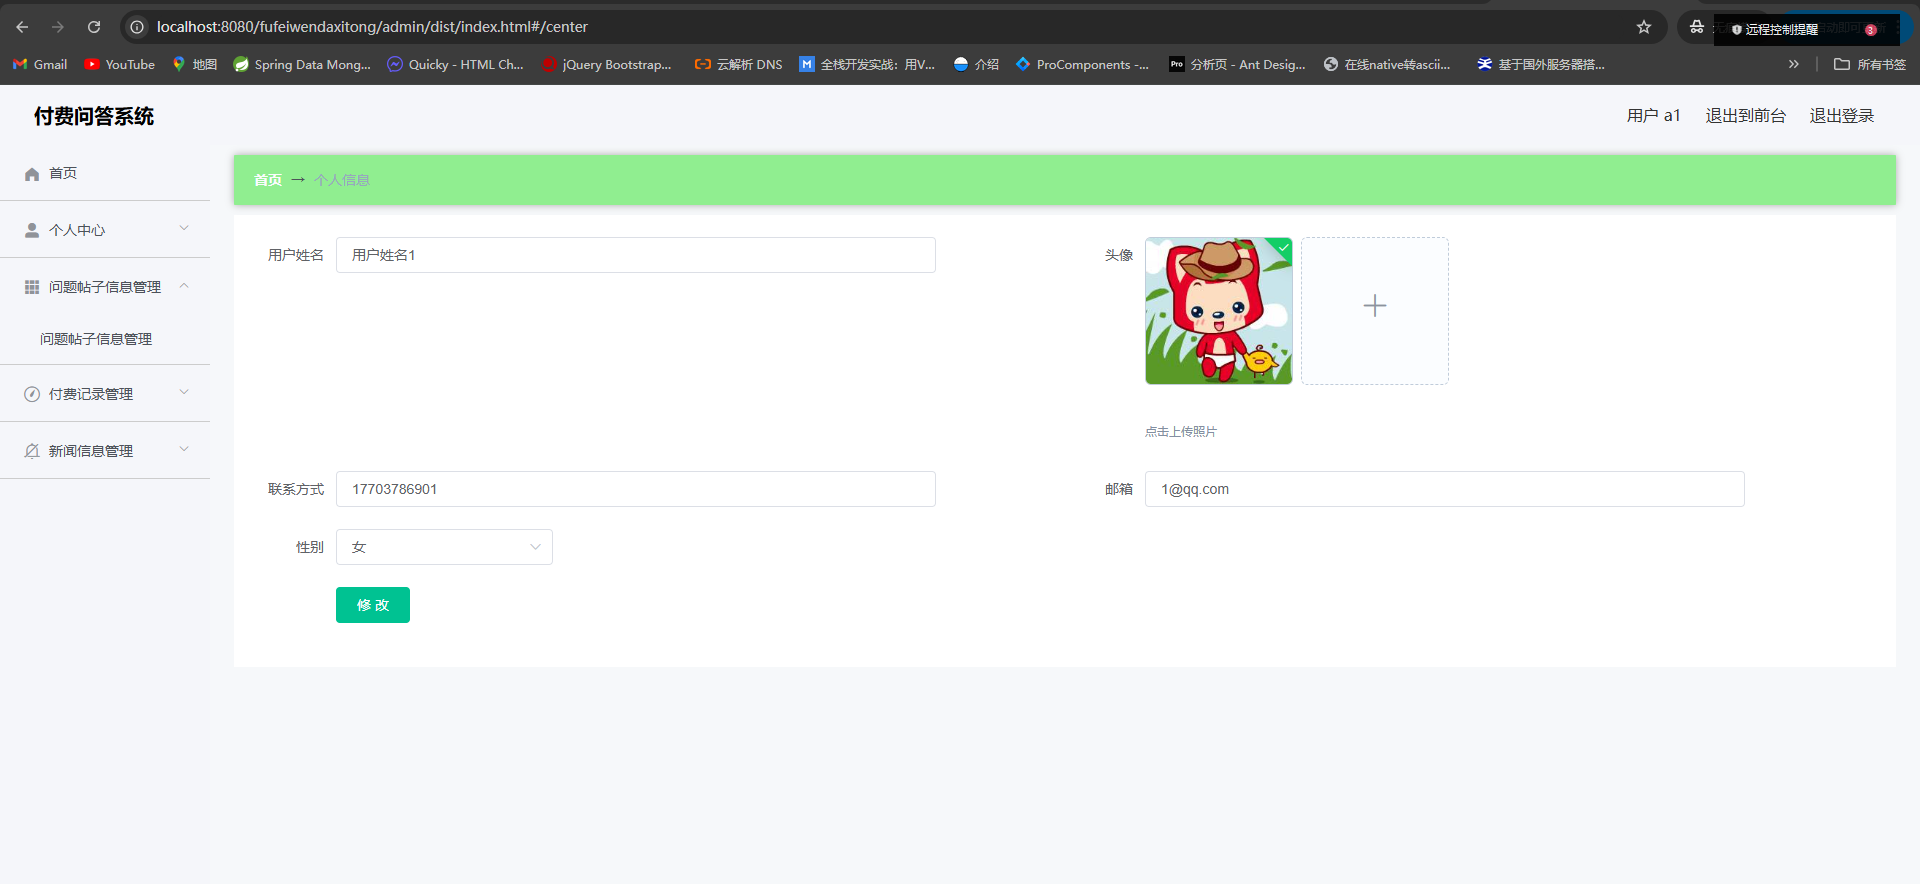 localhost:8080/fufeiwendaxitong/admin/dist/index.html#/center
远程控制提醒
3
Gmail
YouTube
地图
Spring Data Mong...
Quicky - HTML Ch...
jQuery Bootstrap...
云解析 DNS
全栈开发实战：用V...
介绍
ProComponents -...
Pro
分析页 - Ant Desig...
在线native转ascii...
基于国外服务器搭...
所有书签
付费问答系统
用户 a1
退出到前台
退出登录
首页
个人中心
问题帖子信息管理
问题帖子信息管理
付费记录管理
新闻信息管理
首页 → 个人信息
用户姓名
用户姓名1
头像
点击上传照片
联系方式
17703786901
邮箱
1@qq.com
性别
女
修 改